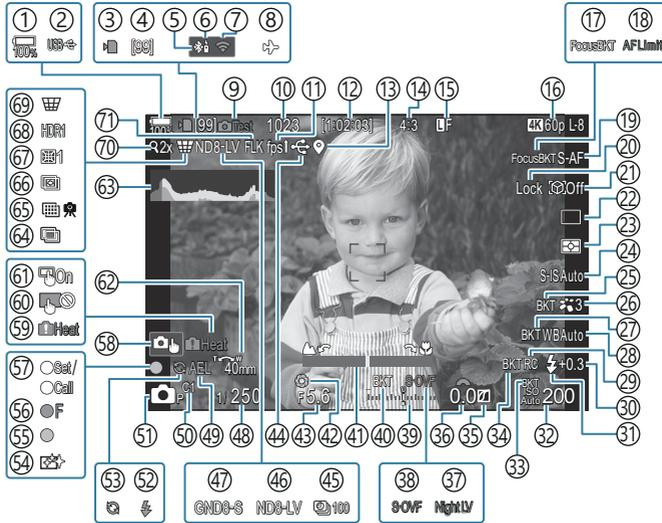 ① ② ③ ④ ⑤ ⑥ ⑦ ⑧ ⑰ ⑱
100% USB [99] FocusBKT AFLimit
⑨ ⑩ ⑪ ⑫ ⑬ ⑭ ⑮ ⑯
100% [99] Test 1023 [1:02:03] 4:3 LF 4K 60p L-8
⑲ ⑳ ㉑ ㉒ ㉓ ㉔ ㉕ ㉖ ㉗ ㉘ ㉙ ㉚ ㉛
69
68 HDR1
67 1
66
65
64
71
70 2x ND8-LV FLK fps1
63
FocusBKT S-AF
Lock Off
S-IS Auto
BKT 3
BKT WBAuto
BKT RC +0.3
61 On
60
59 Heat
62
58 Heat
57 Set/
Call
56 F
55
54
AEL T W 40mm
C1
P 1/250 F5.6 BKT S-OVF 0.0 BKT ISO Auto 200
51 50 49 48 44 43 42 41 40 39 36 35 34 33 32
53 52 47 46 45 38 37
GND8-S ND8-LV 100 S-OVF Night LV